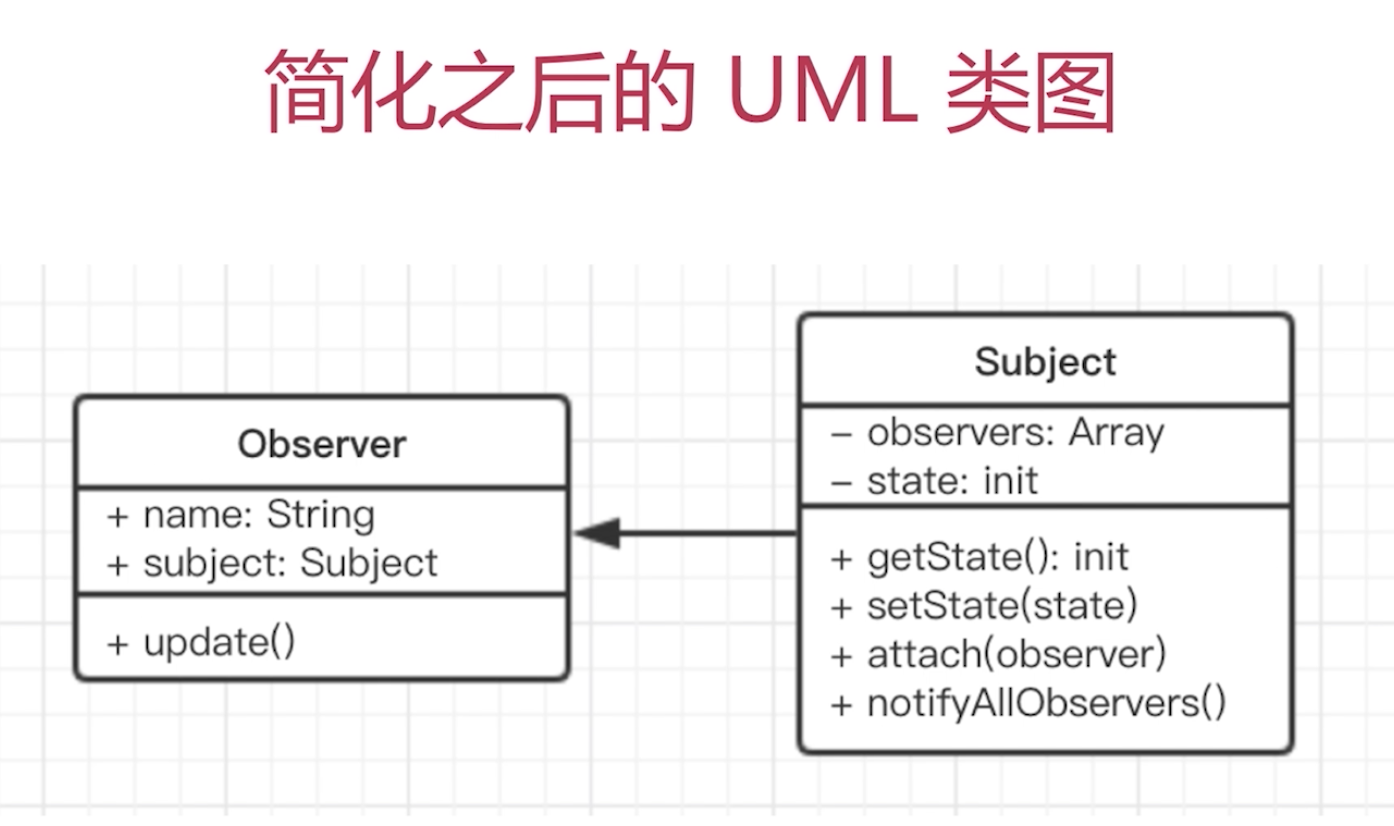 简化之后的 UML 类图
Observer
+ name: String
+ subject: Subject
+ update()
Subject
− observers: Array
− state: init
+ getState(): init
+ setState(state)
+ attach(observer)
+ notifyAllObservers()